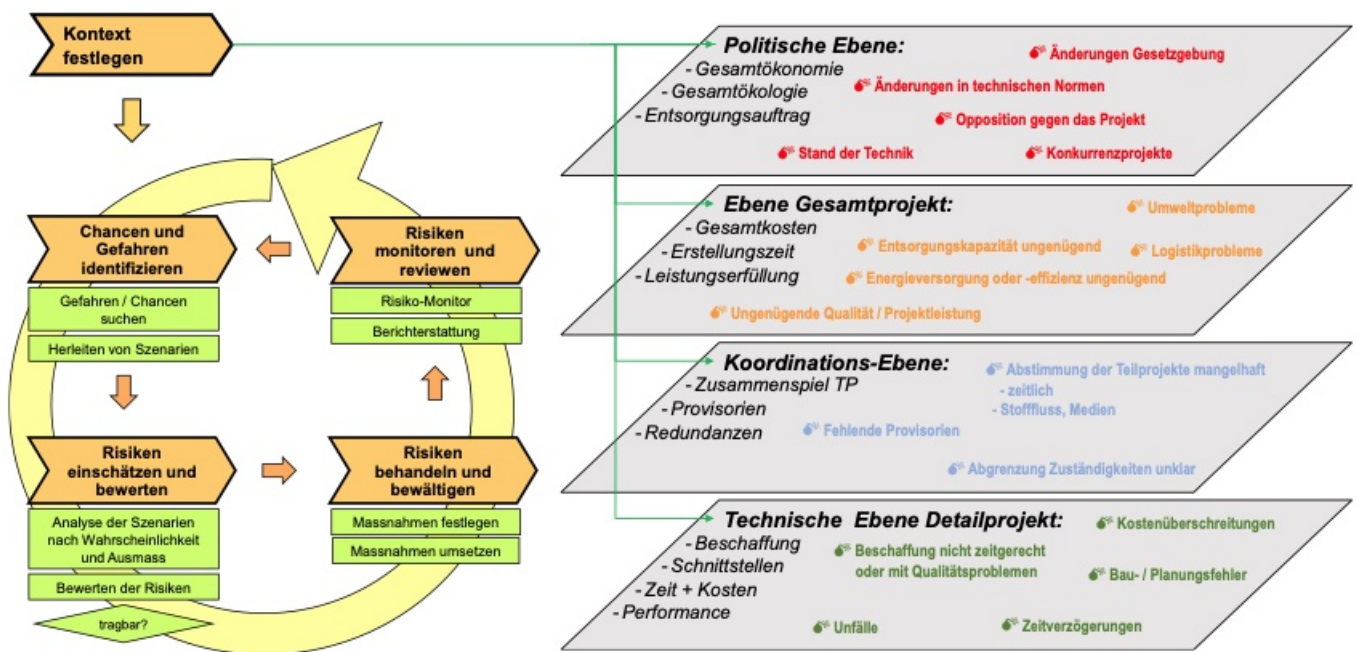 Kontext
festlegen
Chancen und
Gefahren
identifizieren
Gefahren / Chancen
suchen
Herleiten von Szenarien
Risiken
monitoren und
reviewen
Risiko-Monitor
Berichterstattung
Risiken
einschätzen und
bewerten
Analyse der Szenarien
nach Wahrscheinlichkeit
und Ausmass
Bewerten der Risiken
tragbar?
Risiken
behandeln und
bewältigen
Massnahmen festlegen
Massnahmen umsetzen
Politische Ebene:
- Gesamtökonomie
- Gesamtökologie
- Entsorgungsauftrag
Änderungen Gesetzgebung
Änderungen in technischen Normen
Opposition gegen das Projekt
Stand der Technik
Konkurrenzprojekte
Ebene Gesamtprojekt:
- Gesamtkosten
- Erstellungszeit
- Leistungserfüllung
Umweltprobleme
Entsorgungskapazität ungenügend
Logistikprobleme
Energieversorgung oder -effizienz ungenügend
Ungenügende Qualität / Projektleistung
Koordinations-Ebene:
- Zusammenspiel TP
- Provisorien
- Redundanzen
Abstimmung der Teilprojekte mangelhaft
- zeitlich
- Stofffluss, Medien
Fehlende Provisorien
Abgrenzung Zuständigkeiten unklar
Technische Ebene Detailprojekt:
- Beschaffung
- Schnittstellen
- Zeit + Kosten
- Performance
Kostenüberschreitungen
Beschaffung nicht zeitgerecht
oder mit Qualitätsproblemen
Bau- / Planungsfehler
Unfälle
Zeitverzögerungen